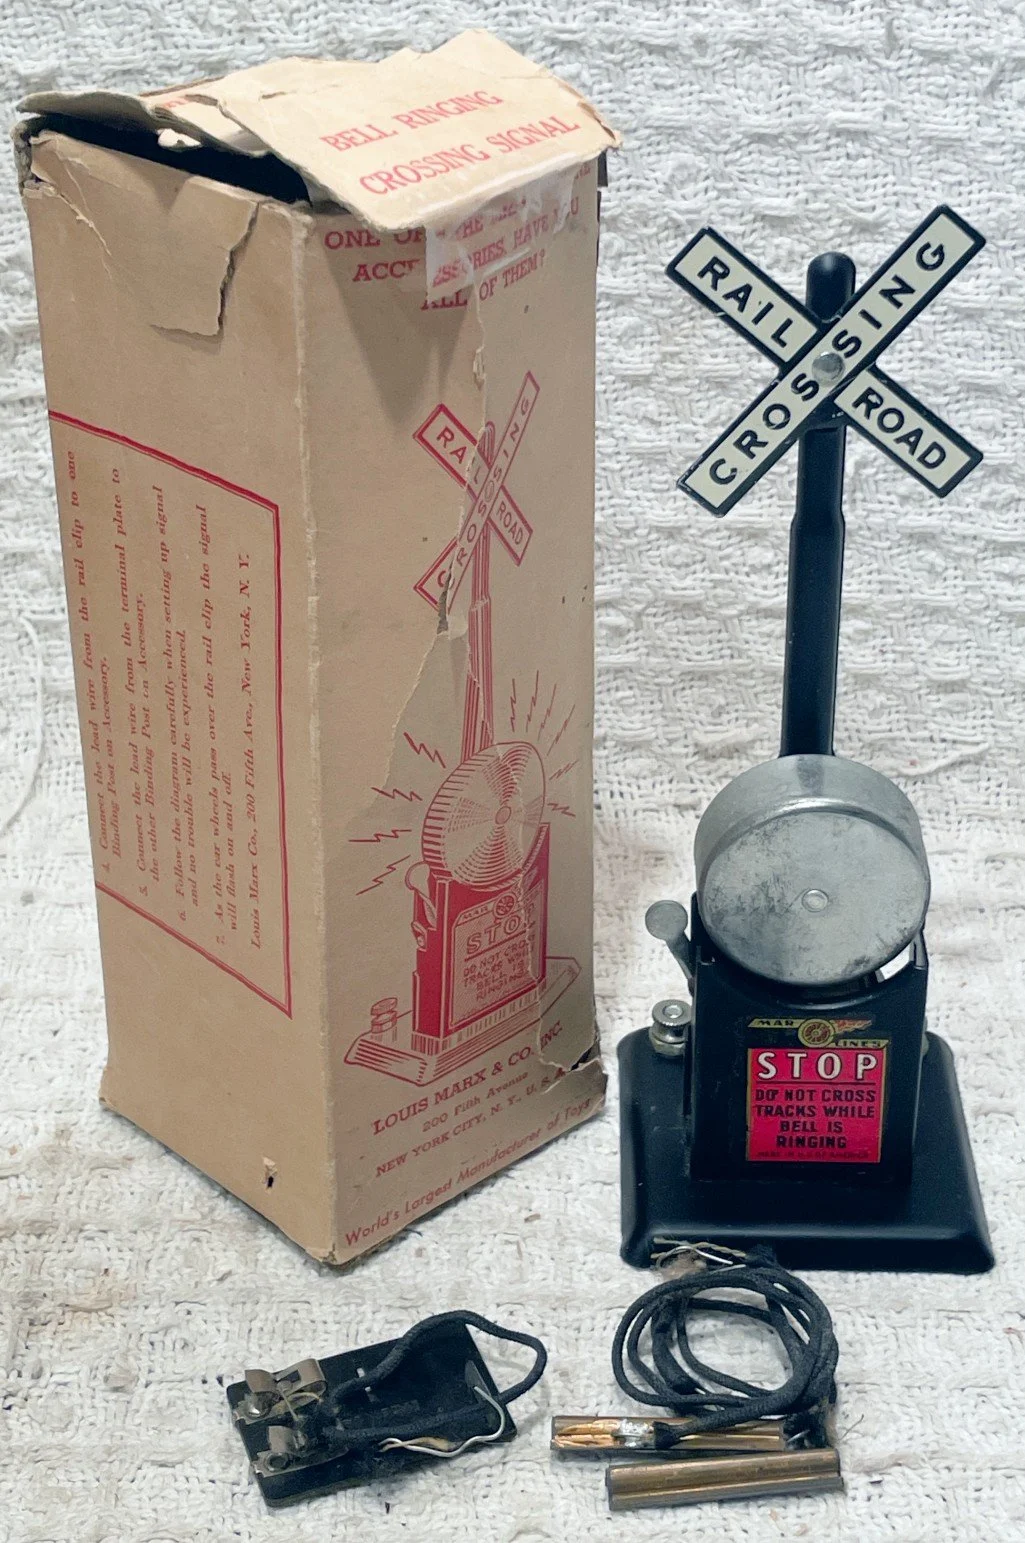 BELL RINGING
CROSSING SIGNAL
ONE OF THE
ACCESSORIES. HAVE YOU
ALL OF THEM?
RAIL ROAD
CROSSING
MAR
STOP
DO NOT CROSS
TRACKS WHILE
BELL IS
RINGING
LOUIS MARX & CO. INC.
200 Fifth Avenue
NEW YORK CITY, N. Y., U. S. A.
World's Largest Manufacturer of Toys
4. Connect the lead wire from the rail clip to one
Binding Post on Accessory.
5. Connect the lead wire from the terminal plate to
the other Binding Post on Accessory.
6. Follow the diagram carefully when setting up signal
and no trouble will be experienced.
7. As the car wheels pass over the rail clip the signal
will flash on and off.
Louis Marx Co., 200 Fifth Ave., New York, N. Y.
RAIL ROAD
CROSSING
MAR LINES
STOP
DO NOT CROSS
TRACKS WHILE
BELL IS
RINGING
MADE IN U.S. OF AMERICA